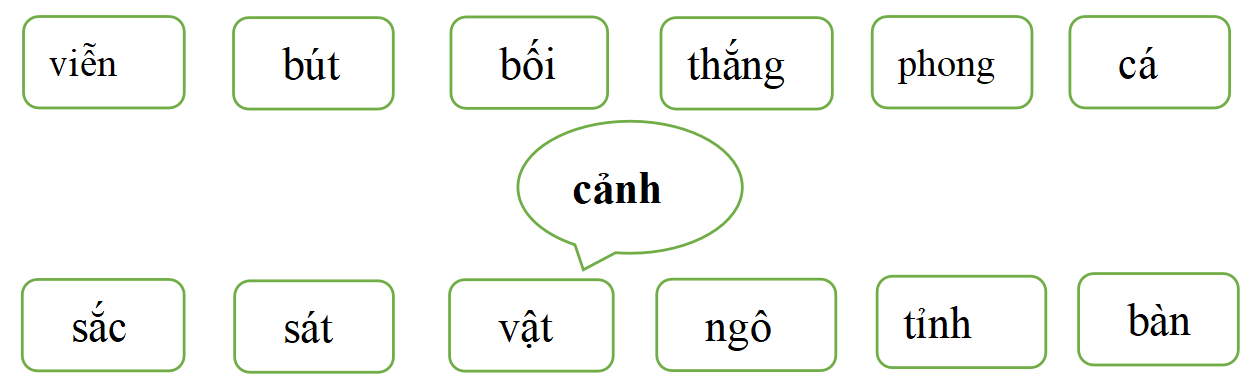 viễn bút bối thắng phong cá
cảnh
sắc sát vật ngô tỉnh bàn